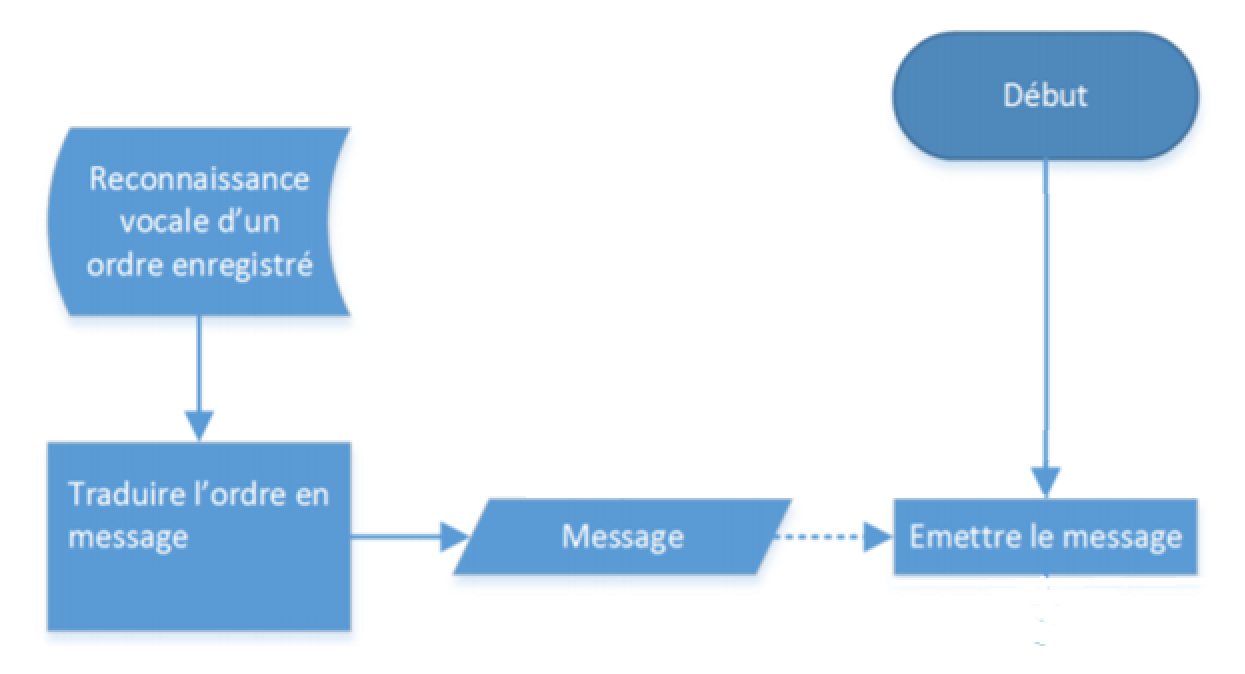 Début
Reconnaissance
vocale d'un
ordre enregistré
Traduire l'ordre en
message
Message
Emettre le message